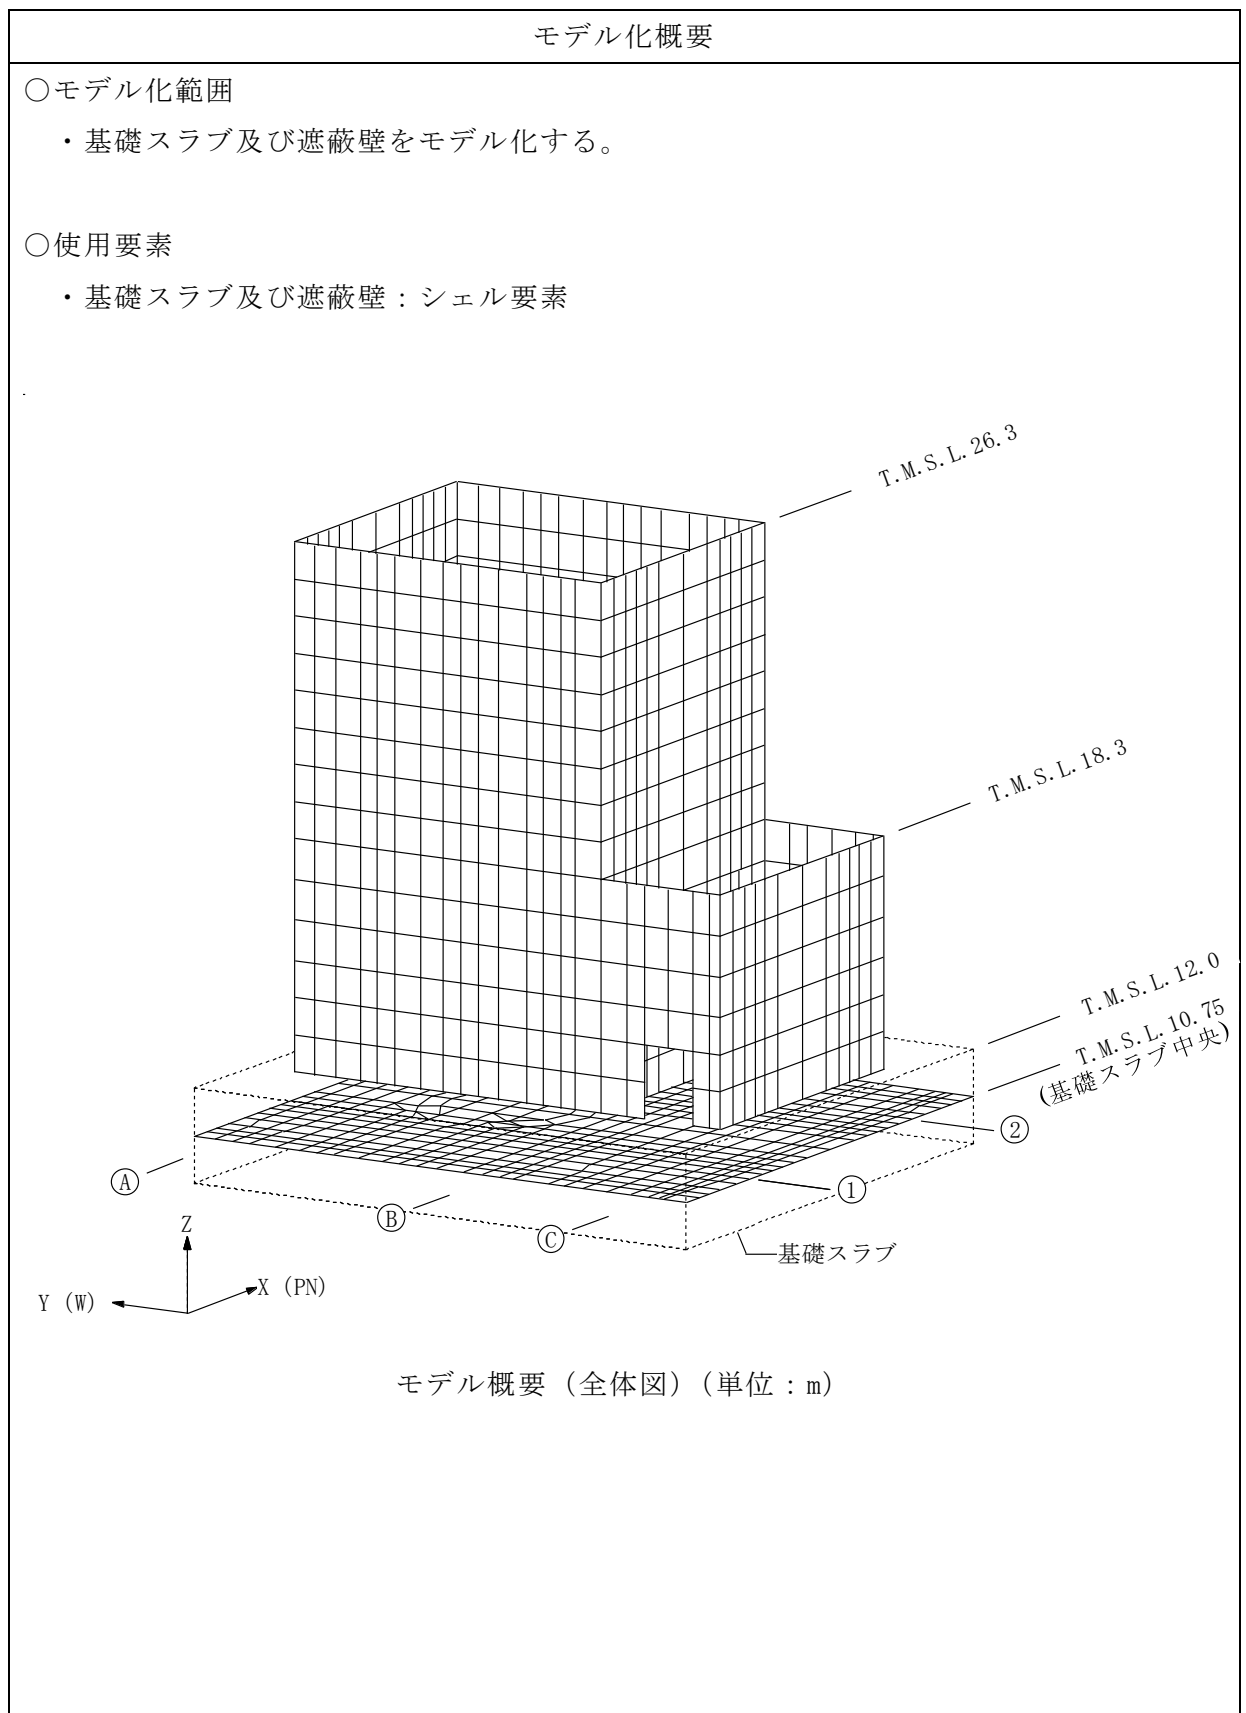 モデル化概要
○モデル化範囲
・基礎スラブ及び遮蔽壁をモデル化する。
○使用要素
・基礎スラブ及び遮蔽壁：シェル要素
T.M.S.L.26.3
T.M.S.L.18.3
T.M.S.L.12.0
T.M.S.L.10.75
(基礎スラブ中央)
②
Ⓐ
①
Ⓑ
Ⓒ
Z
基礎スラブ
X (PN)
Y (W)
モデル概要（全体図）（単位：m）